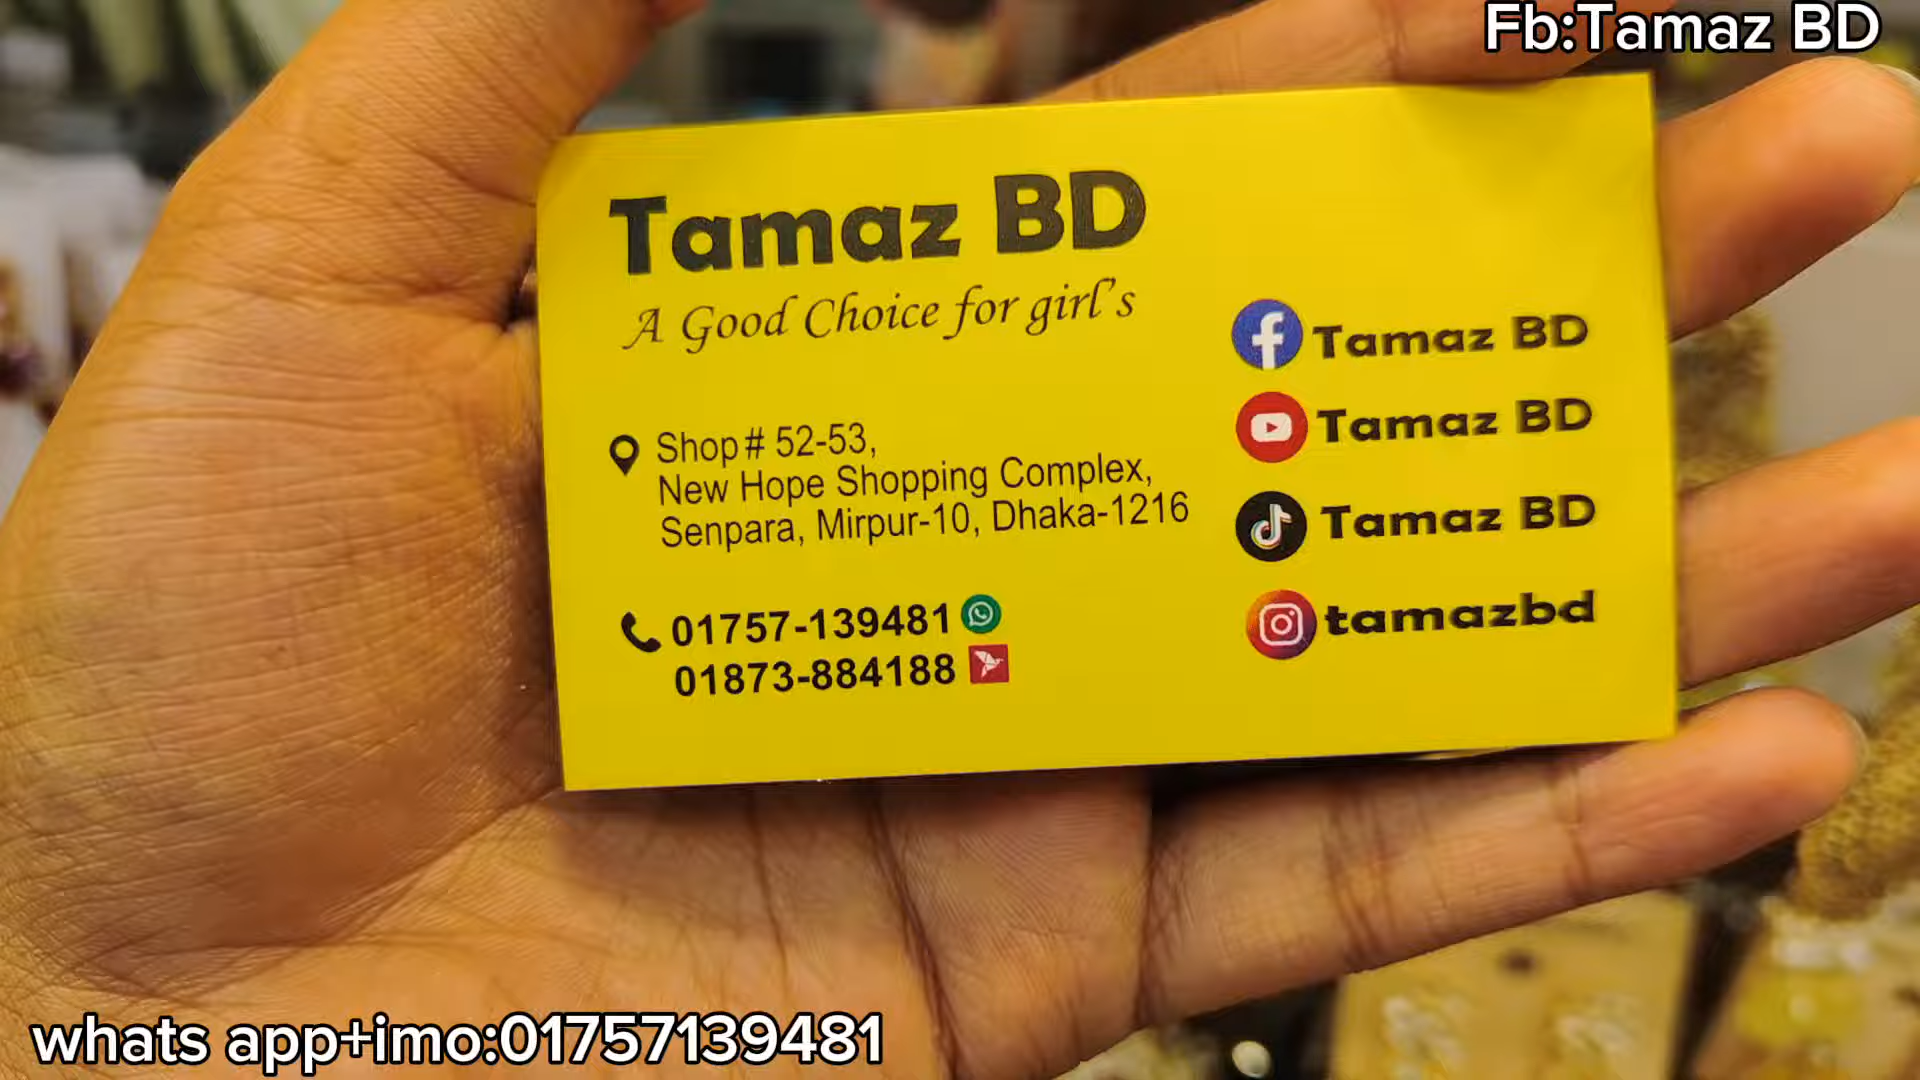 Fb:Tamaz BD
Tamaz BD
A Good Choice for girl's
Shop# 52-53,
New Hope Shopping Complex,
Senpara, Mirpur-10, Dhaka-1216
01757-139481
01873-884188
Tamaz BD
Tamaz BD
Tamaz BD
tamazbd
whats app+imo:01757139481